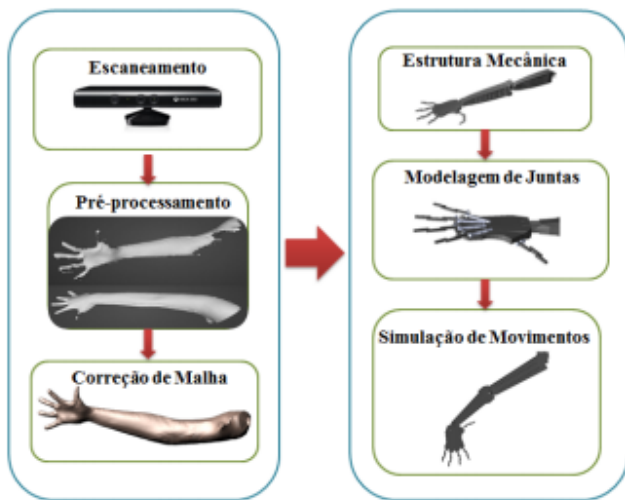 Escaneamento
Pré-processamento
Correção de Malha
Estrutura Mecânica
Modelagem de Juntas
Simulação de Movimentos